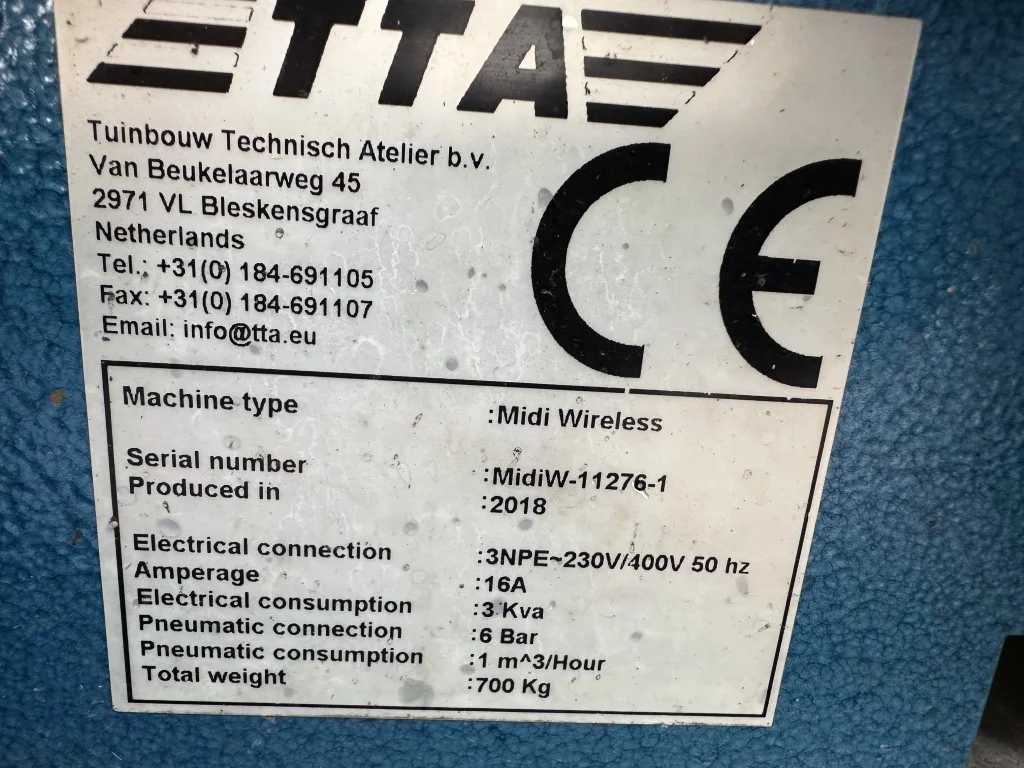 TTA
CE
Tuinbouw Technisch Atelier b.v.
Van Beukelaarweg 45
2971 VL Bleskensgraaf
Netherlands
Tel.: +31(0) 184-691105
Fax: +31(0) 184-691107
Email: info@tta.eu
Machine type :Midi Wireless
Serial number :MidiW-11276-1
Produced in :2018
Electrical connection :3NPE~230V/400V 50 hz
Amperage :16A
Electrical consumption :3 Kva
Pneumatic connection :6 Bar
Pneumatic consumption :1 m^3/Hour
Total weight :700 Kg